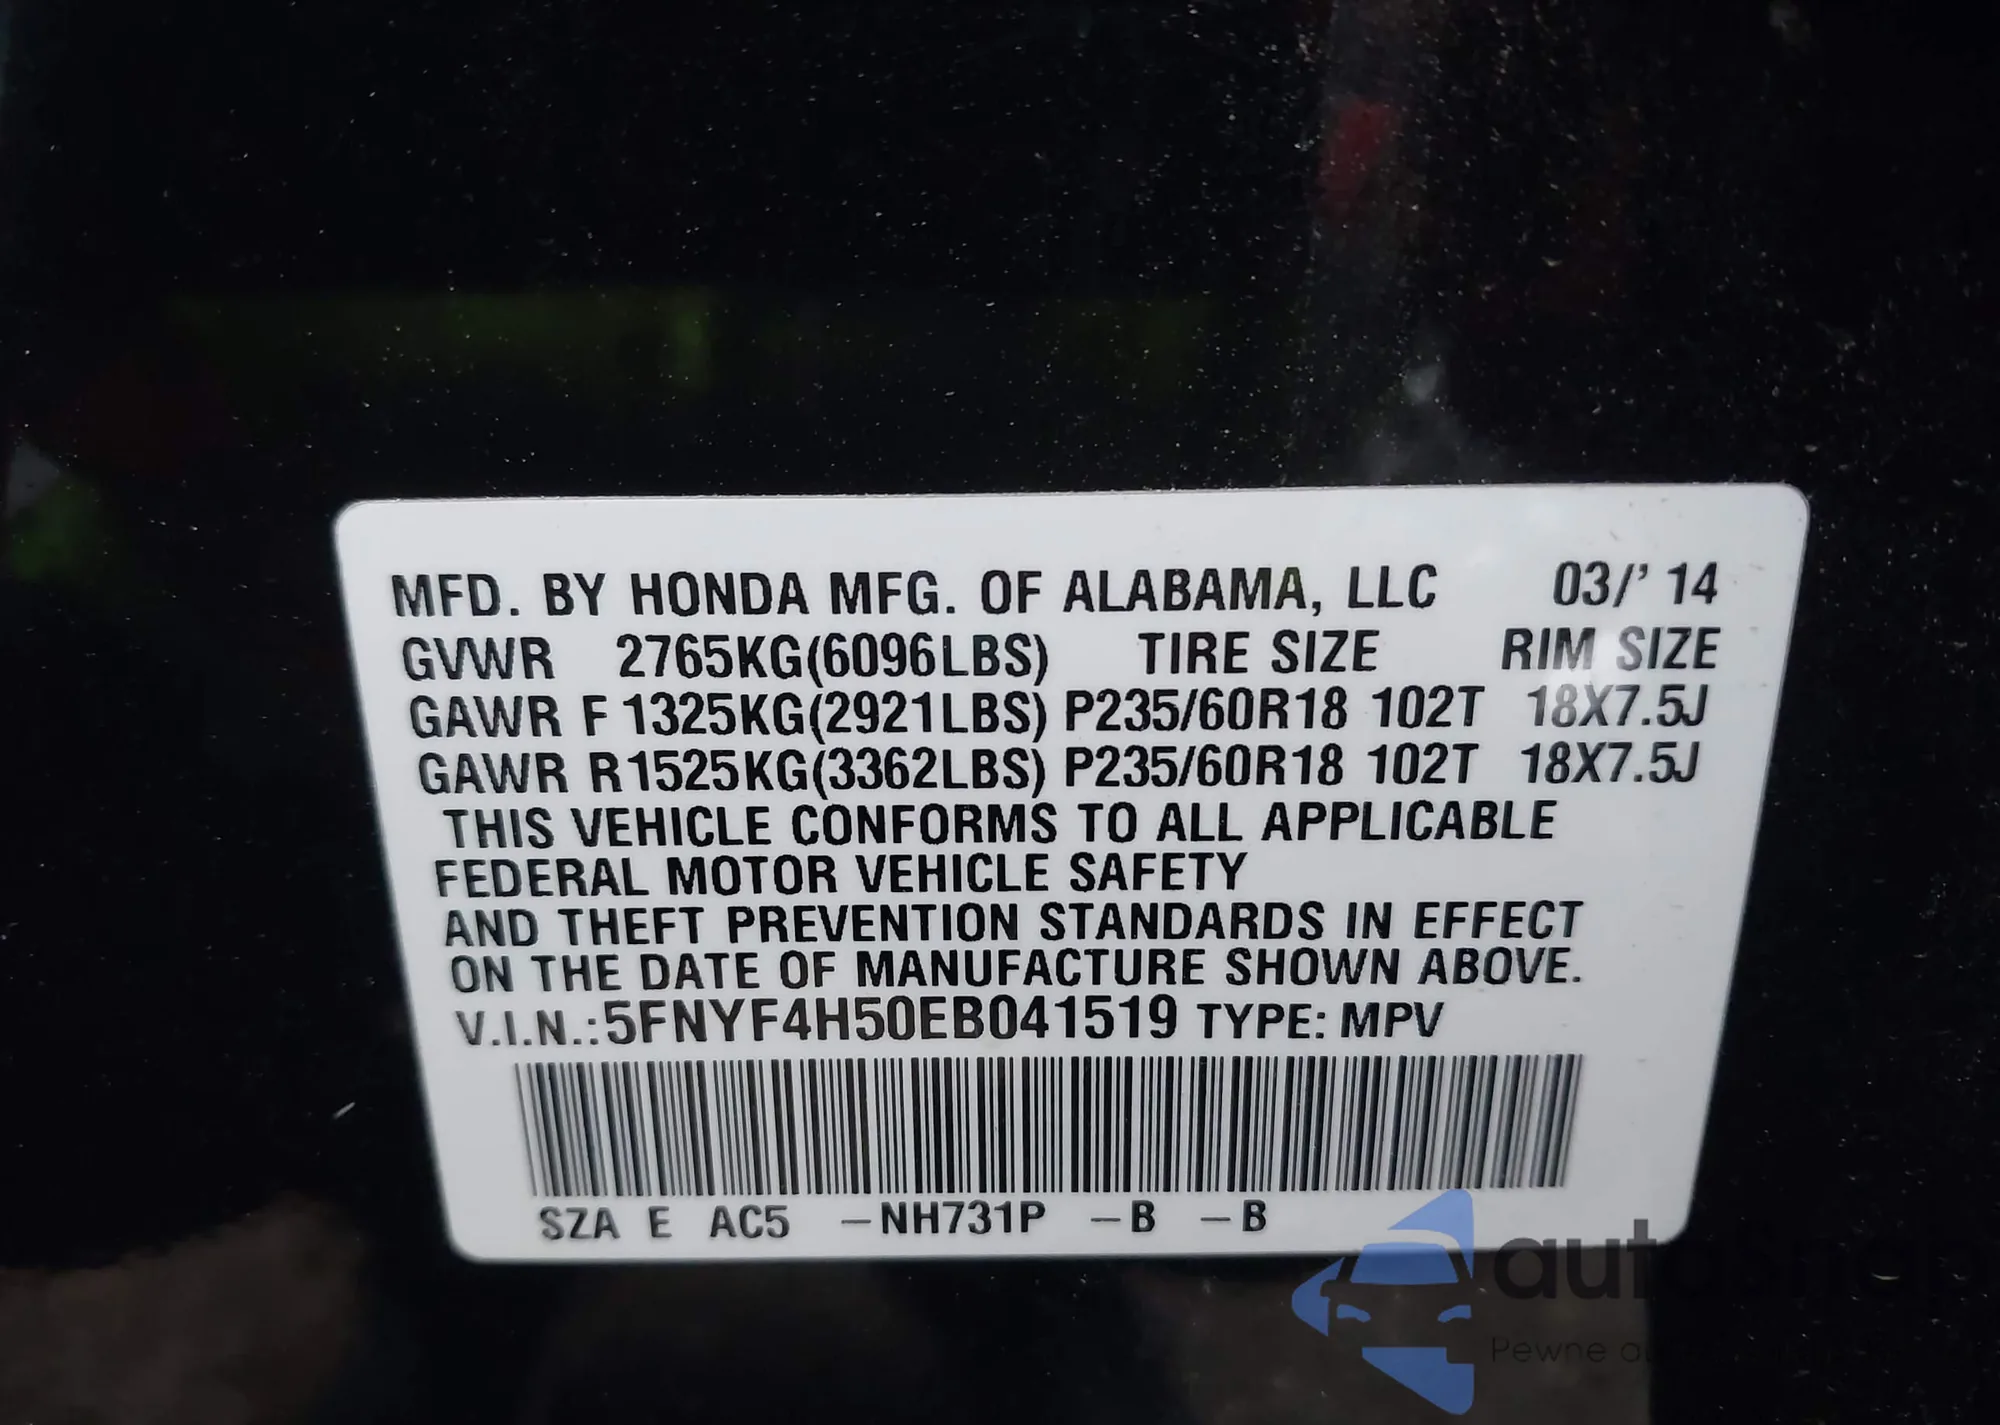 MFD. BY HONDA MFG. OF ALABAMA, LLC 03/' 14
GVWR 2765KG(6096LBS) TIRE SIZE RIM SIZE
GAWR F 1325KG(2921LBS) P235/60R18 102T 18X7.5J
GAWR R1525KG(3362LBS) P235/60R18 102T 18X7.5J
THIS VEHICLE CONFORMS TO ALL APPLICABLE
FEDERAL MOTOR VEHICLE SAFETY
AND THEFT PREVENTION STANDARDS IN EFFECT
ON THE DATE OF MANUFACTURE SHOWN ABOVE.
V.I.N.:5FNYF4H50EB041519 TYPE: MPV
SZA E AC5 -NH731P -B -B
Pewne